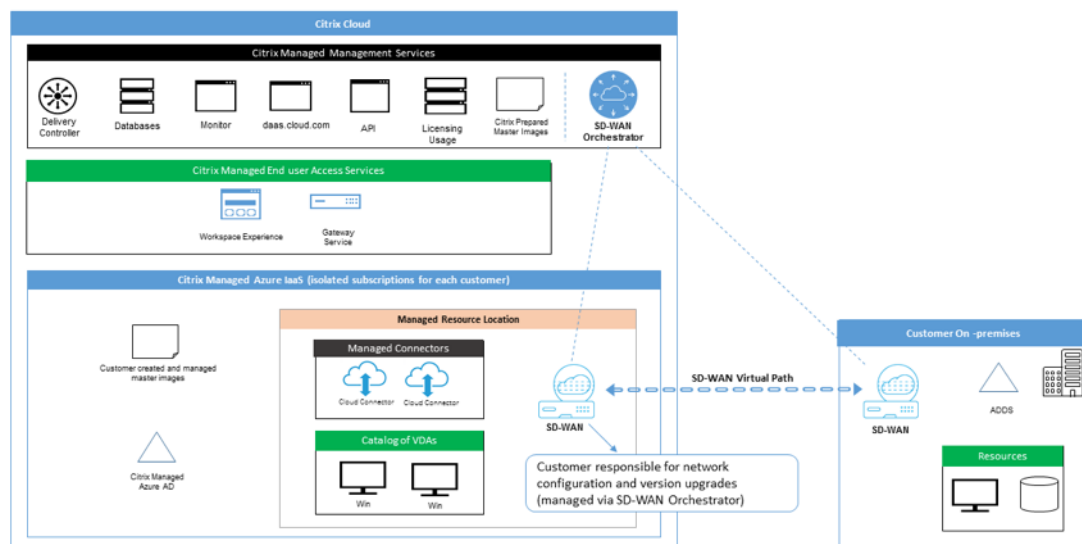 Citrix Cloud
Citrix Managed Management Services
Delivery
Controller
Databases
Monitor
daas.cloud.com
API
Licensing
Usage
Citrix Prepared
Master Images
SD-WAN
Orchestrator
Citrix Managed End user Access Services
Workspace Experience
Gateway
Service
Citrix Managed Azure IaaS (isolated subscriptions for each customer)
Customer created and managed
master images
Citrix Managed
Azure AD
Managed Resource Location
Managed Connectors
Cloud Connector
Cloud Connector
Catalog of VDAs
Win
Win
SD-WAN
Customer responsible for network
configuration and version upgrades
(managed via SD-WAN Orchestrator)
SD-WAN Virtual Path
Customer On -premises
SD-WAN
ADDS
Resources